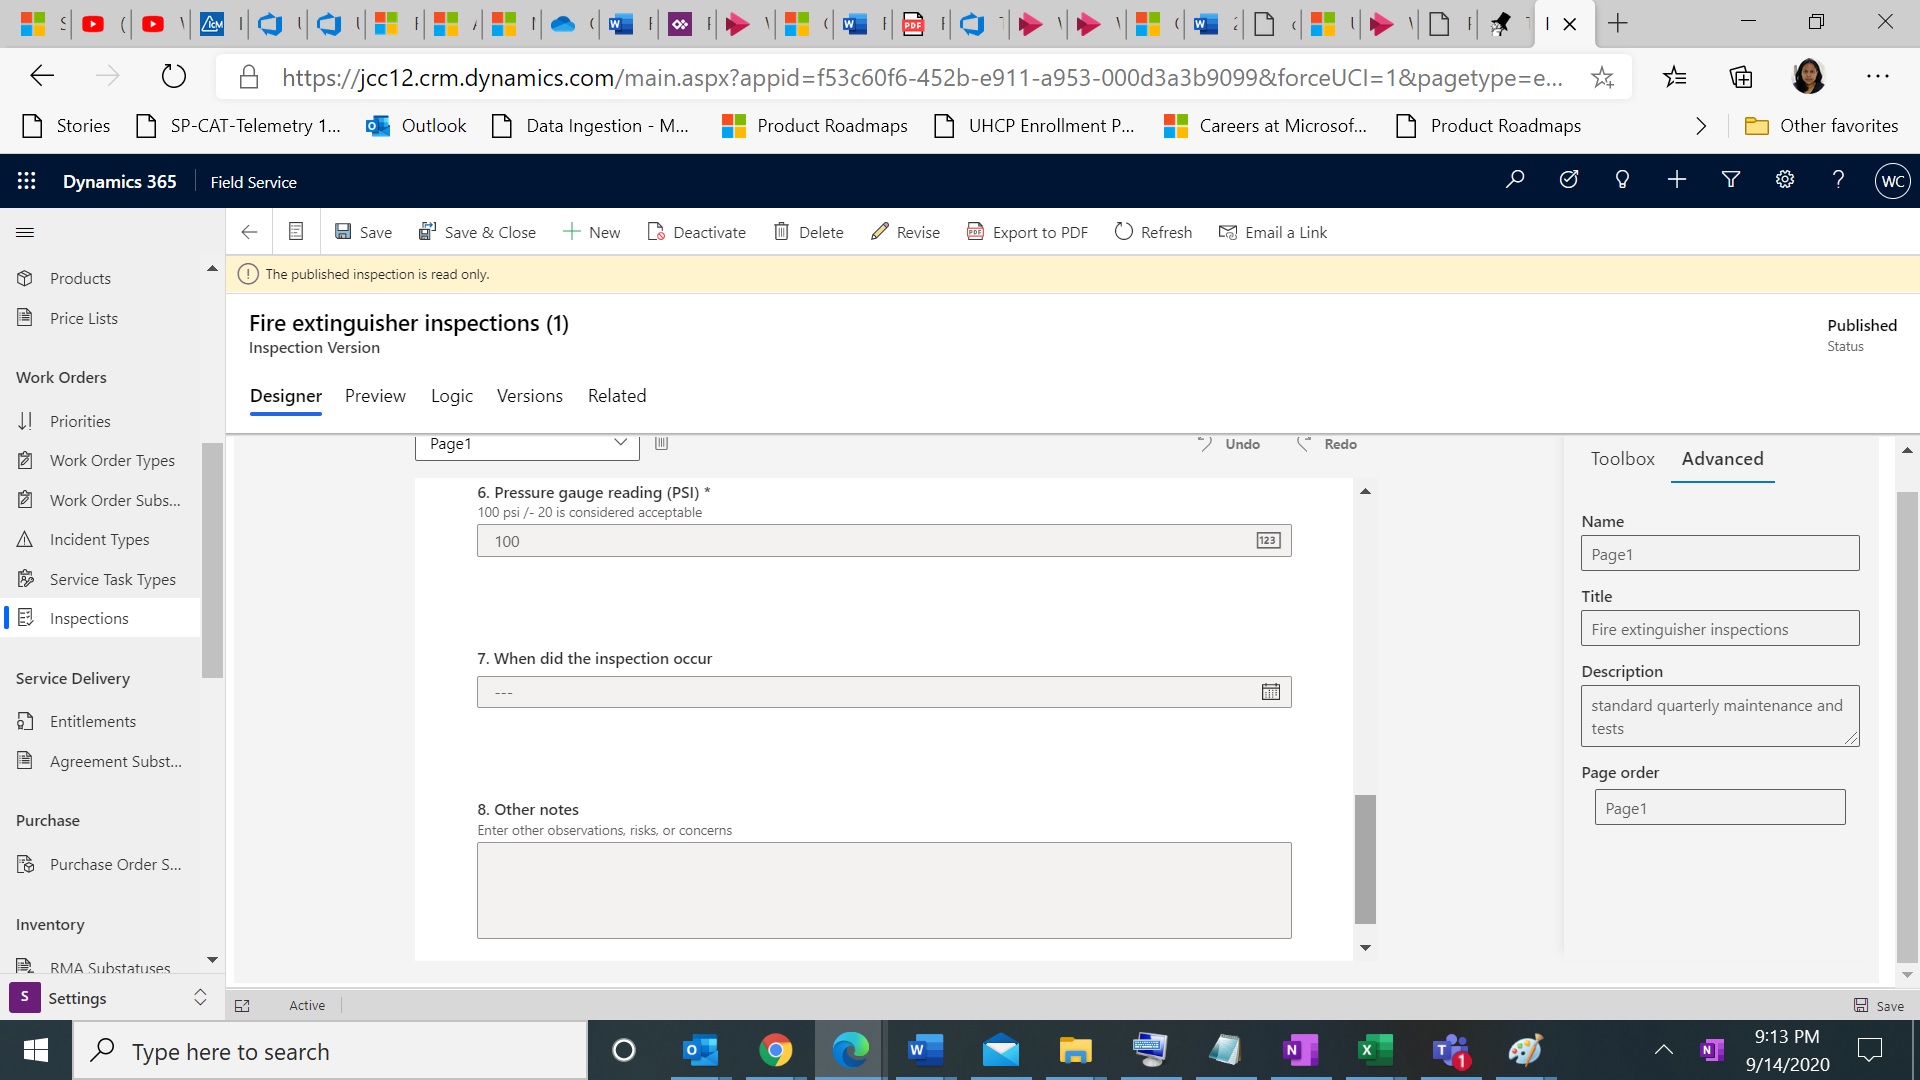 https://jcc12.crm.dynamics.com/main.aspx?appid=f53c60f6-452b-e911-a953-000d3a3b9099&forceUCI=1&pagetype=e...
Stories
SP-CAT-Telemetry 1...
Outlook
Data Ingestion - M...
Product Roadmaps
UHCP Enrollment P...
Careers at Microsof...
Product Roadmaps
Other favorites
Dynamics 365
Field Service
WC
Save
Save & Close
New
Deactivate
Delete
Revise
Export to PDF
Refresh
Email a Link
The published inspection is read only.
Products
Price Lists
Work Orders
Priorities
Work Order Types
Work Order Subs...
Incident Types
Service Task Types
Inspections
Service Delivery
Entitlements
Agreement Subst...
Purchase
Purchase Order S...
Inventory
RMA Substatuses
S
Settings
Fire extinguisher inspections (1)
Inspection Version
Published
Status
Designer
Preview
Logic
Versions
Related
Page1
Undo
Redo
6. Pressure gauge reading (PSI) *
100 psi /- 20 is considered acceptable
100
123
7. When did the inspection occur
---
8. Other notes
Enter other observations, risks, or concerns
Toolbox
Advanced
Name
Page1
Title
Fire extinguisher inspections
Description
standard quarterly maintenance and
tests
Page order
Page1
Active
Save
Type here to search
1
9:13 PM
9/14/2020